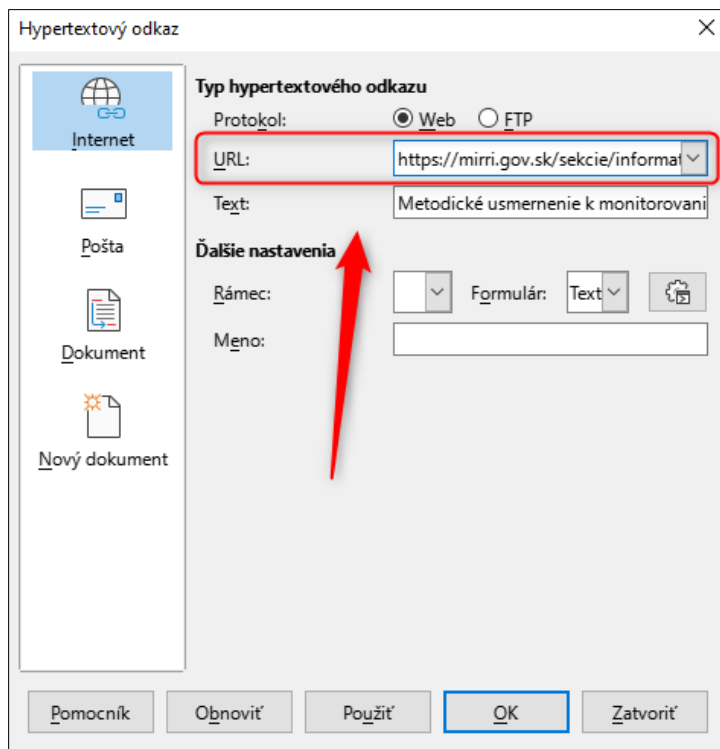 Hypertextový odkaz
Internet
Pošta
Dokument
Nový dokument
Typ hypertextového odkazu
Protokol: Web FTP
URL: https://mirri.gov.sk/sekcie/informat
Text: Metodické usmernenie k monitorovani
Ďalšie nastavenia
Rámec: Formulár: Text
Meno:
Pomocník Obnoviť Použiť OK Zatvoriť